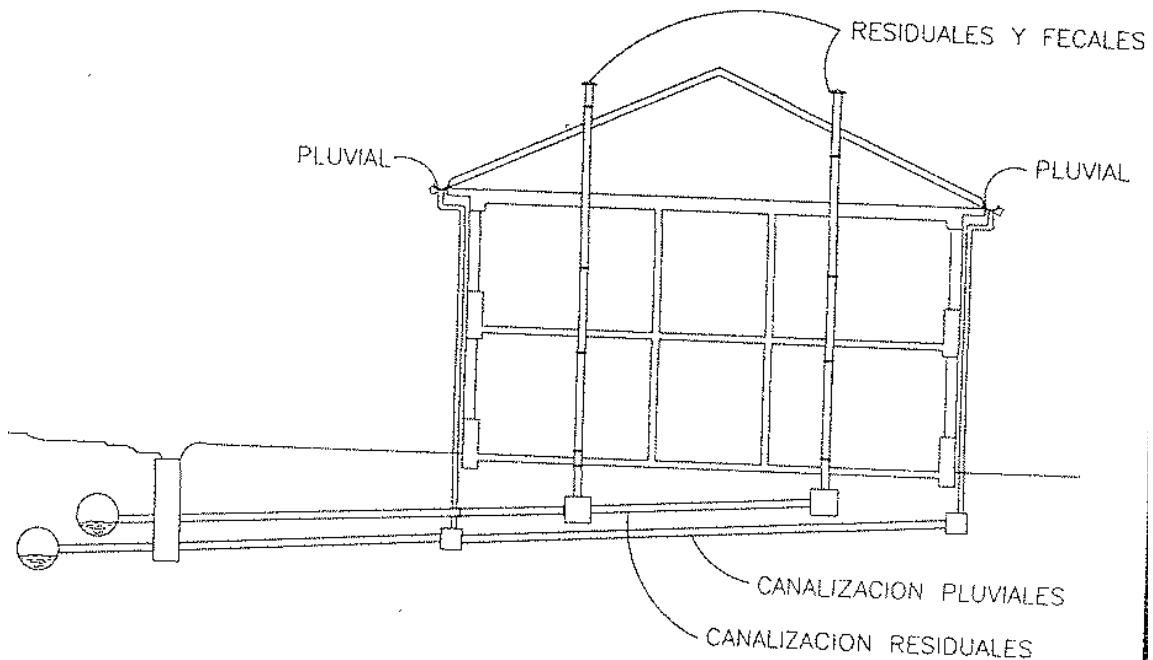 RESIDUALES Y FECALES
PLUVIAL
PLUVIAL
CANALIZACION PLUVIALES
CANALIZACION RESIDUALES